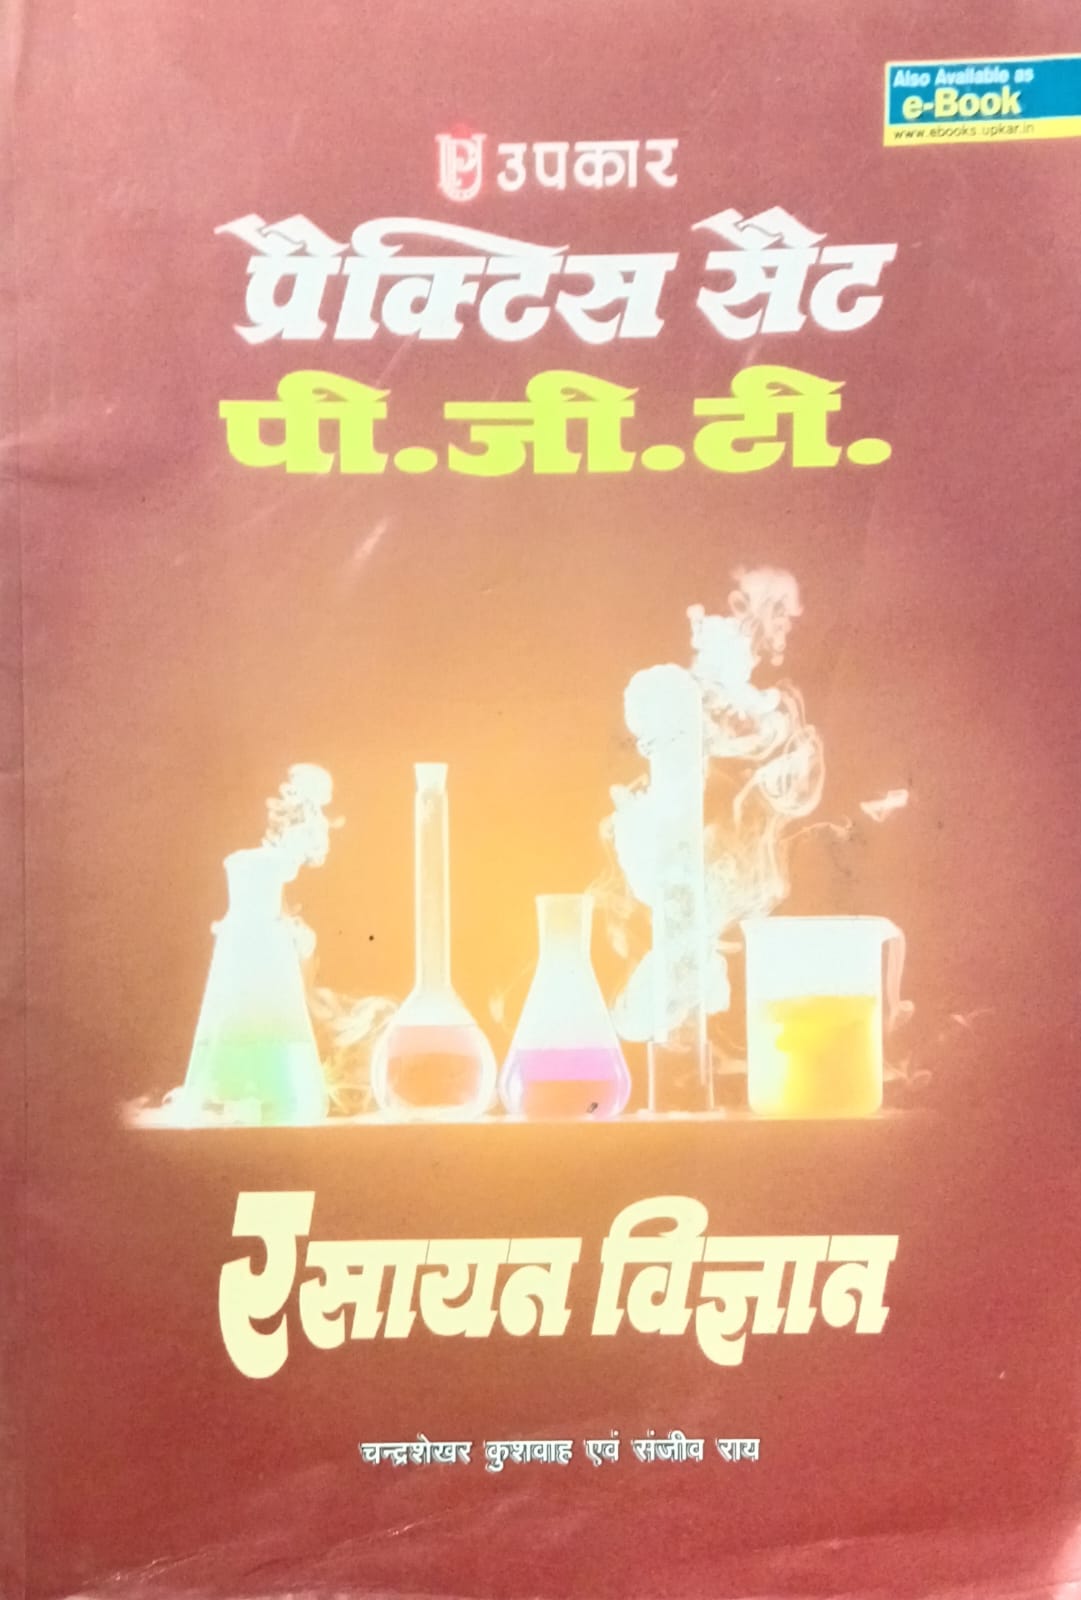 Also Available as
e-Book
www.ebooks.upkar.in
उपकार
प्रैक्टिस सैट
पी.जी.टी.
रसायन विज्ञान
चन्द्रशेखर कुशवाह एवं संजीव राय